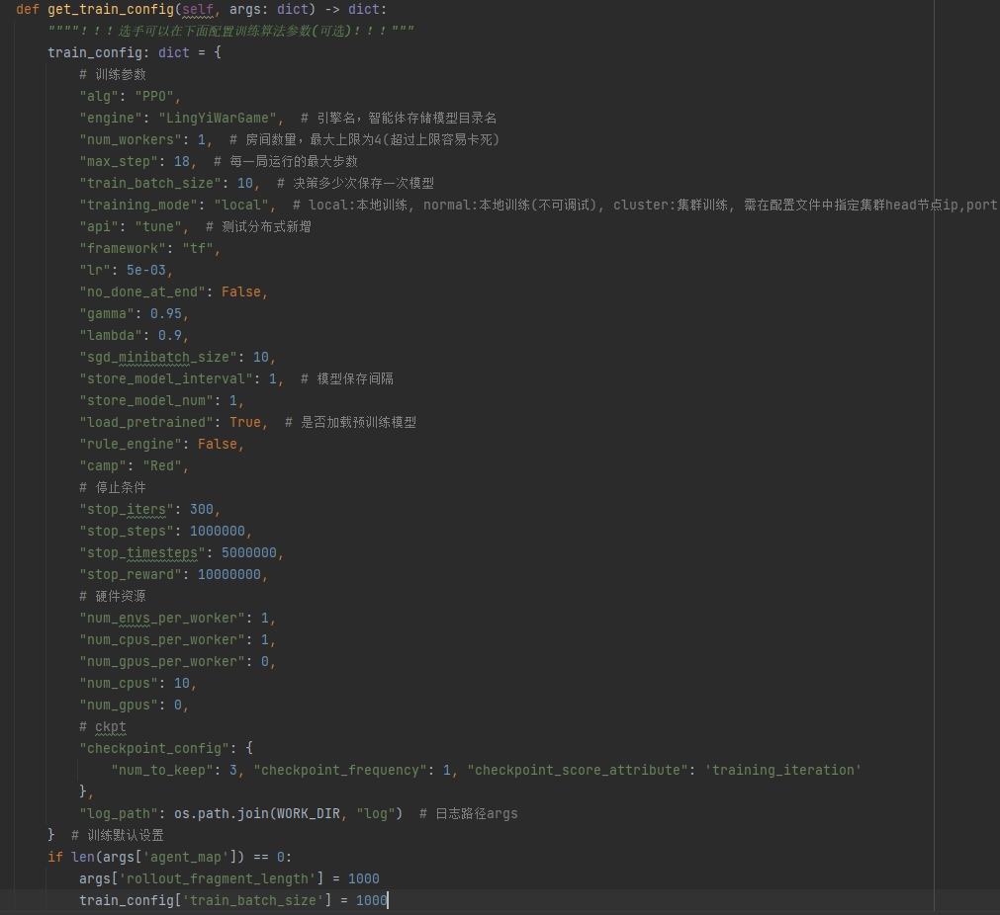 def get_train_config(self, args: dict) -> dict:
    """"!！！选手可以在下面配置训练算法参数(可选)！！！"""
    train_config: dict = {
        # 训练参数
        "alg": "PPO",
        "engine": "LingYiWarGame",  # 引擎名，智能体存储模型目录名
        "num_workers": 1,  # 房间数量，最大上限为4(超过上限容易卡死)
        "max_step": 18,  # 每一局运行的最大步数
        "train_batch_size": 10,  # 决策多少次保存一次模型
        "training_mode": "local",  # local:本地训练, normal:本地训练(不可调试), cluster:集群训练, 需在配置文件中指定集群head节点ip,port
        "api": "tune",  # 测试分布式新增
        "framework": "tf",
        "lr": 5e-03,
        "no_done_at_end": False,
        "gamma": 0.95,
        "lambda": 0.9,
        "sgd_minibatch_size": 10,
        "store_model_interval": 1,  # 模型保存间隔
        "store_model_num": 1,
        "load_pretrained": True,  # 是否加载预训练模型
        "rule_engine": False,
        "camp": "Red",
        # 停止条件
        "stop_iters": 300,
        "stop_steps": 1000000,
        "stop_timesteps": 5000000,
        "stop_reward": 10000000,
        # 硬件资源
        "num_envs_per_worker": 1,
        "num_cpus_per_worker": 1,
        "num_gpus_per_worker": 0,
        "num_cpus": 10,
        "num_gpus": 0,
        # ckpt
        "checkpoint_config": {
            "num_to_keep": 3, "checkpoint_frequency": 1, "checkpoint_score_attribute": 'training_iteration'
        },
        "log_path": os.path.join(WORK_DIR, "log")  # 日志路径args
    }  # 训练默认设置
    if len(args['agent_map']) == 0:
        args['rollout_fragment_length'] = 1000
        train_config['train_batch_size'] = 1000